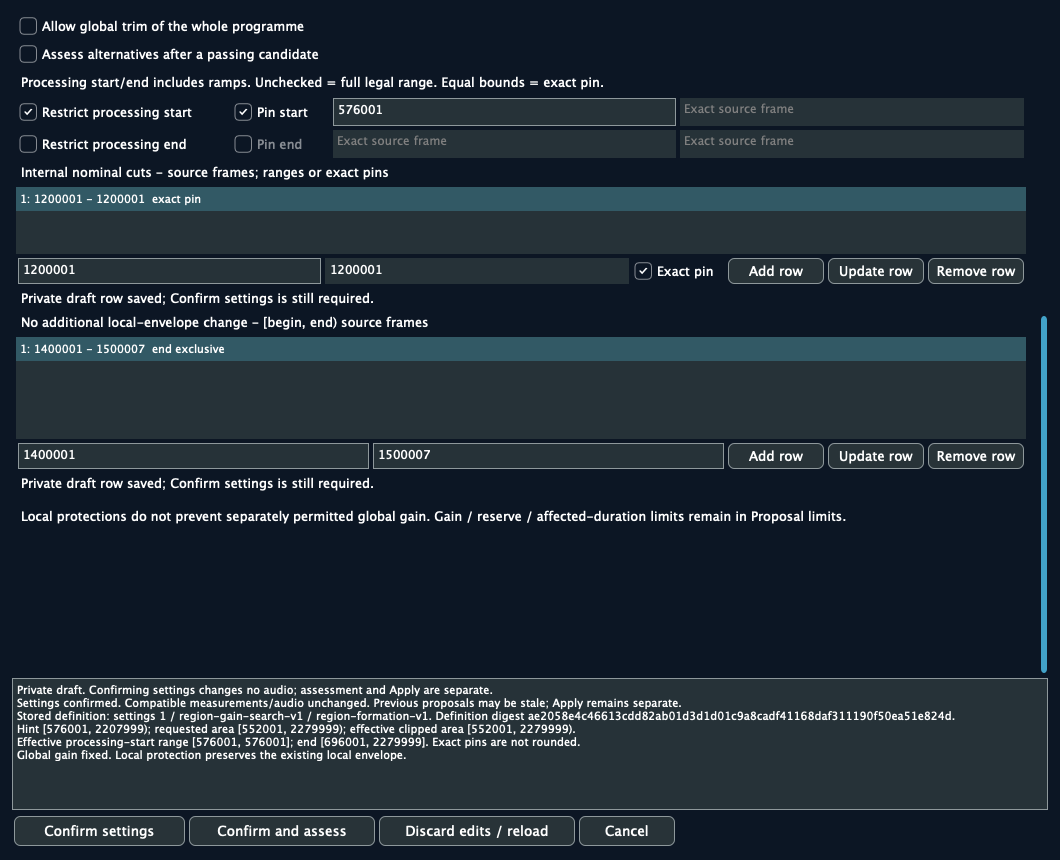 Allow global trim of the whole programme
Assess alternatives after a passing candidate
Processing start/end includes ramps. Unchecked = full legal range. Equal bounds = exact pin.
Restrict processing start Pin start 576001 Exact source frame
Restrict processing end Pin end Exact source frame Exact source frame
Internal nominal cuts - source frames; ranges or exact pins
1: 1200001 - 1200001 exact pin
1200001 1200001 Exact pin Add row Update row Remove row
Private draft row saved; Confirm settings is still required.
No additional local-envelope change - [begin, end) source frames
1: 1400001 - 1500007 end exclusive
1400001 1500007 Add row Update row Remove row
Private draft row saved; Confirm settings is still required.
Local protections do not prevent separately permitted global gain. Gain / reserve / affected-duration limits remain in Proposal limits.
Private draft. Confirming settings changes no audio; assessment and Apply are separate.
Settings confirmed. Compatible measurements/audio unchanged. Previous proposals may be stale; Apply remains separate.
Stored definition: settings 1 / region-gain-search-v1 / region-formation-v1. Definition digest ae2058e4c46613cdd82ab01d3d1d01c9a8cadf41168daf311190f50ea51e824d.
Hint [576001, 2207999); requested area [552001, 2279999); effective clipped area [552001, 2279999).
Effective processing-start range [576001, 576001]; end [696001, 2279999]. Exact pins are not rounded.
Global gain fixed. Local protection preserves the existing local envelope.
Confirm settings Confirm and assess Discard edits / reload Cancel